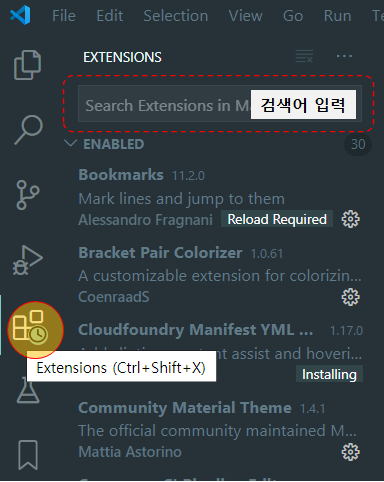 File Edit Selection View Go Run
EXTENSIONS
Search Extensions in Ma 검색어 입력
ENABLED 30
Bookmarks 11.2.0
Mark lines and jump to them
Alessandro Fragnani Reload Required
Bracket Pair Colorizer 1.0.61
A customizable extension for colorizin...
CoenraadS
Cloudfoundry Manifest YML ... 1.17.0
assist and hoveri...
Extensions (Ctrl+Shift+X)
Installing
Community Material Theme 1.4.1
The official community maintained M...
Mattia Astorino